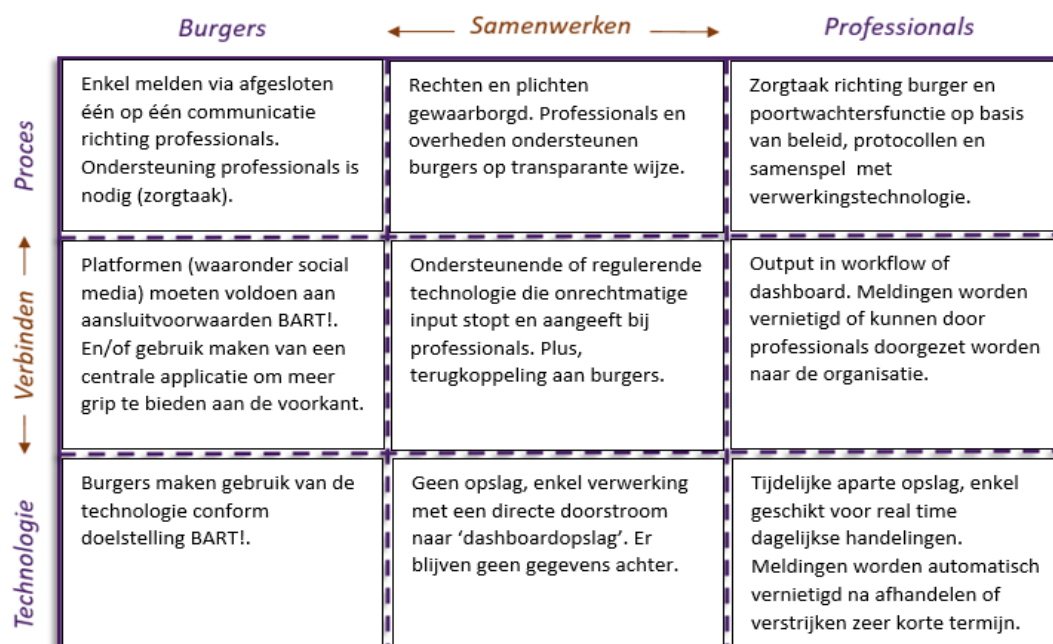 Burgers
Samenwerken
Professionals
Proces
Enkel melden via afgesloten
één op één communicatie
richting professionals.
Ondersteuning professionals is
nodig (zorgtaak).
Rechten en plichten
gewaarborgd. Professionals en
overheden ondersteunen
burgers op transparante wijze.
Zorgtaak richting burger en
poortwachtersfunctie op basis
van beleid, protocollen en
samenspel met
verwerkingstechnologie.
Verbinden
Platformen (waaronder social
media) moeten voldoen aan
aansluitvoorwaarden BART!.
En/of gebruik maken van een
centrale applicatie om meer
grip te bieden aan de voorkant.
Ondersteunende of regulerende
technologie die onrechtmatige
input stopt en aangeeft bij
professionals. Plus,
terugkoppeling aan burgers.
Output in workflow of
dashboard. Meldingen worden
vernietigd of kunnen door
professionals doorgezet worden
naar de organisatie.
Technologie
Burgers maken gebruik van de
technologie conform
doelstelling BART!.
Geen opslag, enkel verwerking
met een directe doorstroom
naar ‘dashboardopslag’. Er
blijven geen gegevens achter.
Tijdelijke aparte opslag, enkel
geschikt voor real time
dagelijkse handelingen.
Meldingen worden automatisch
vernietigd na afhandelen of
verstrijken zeer korte termijn.